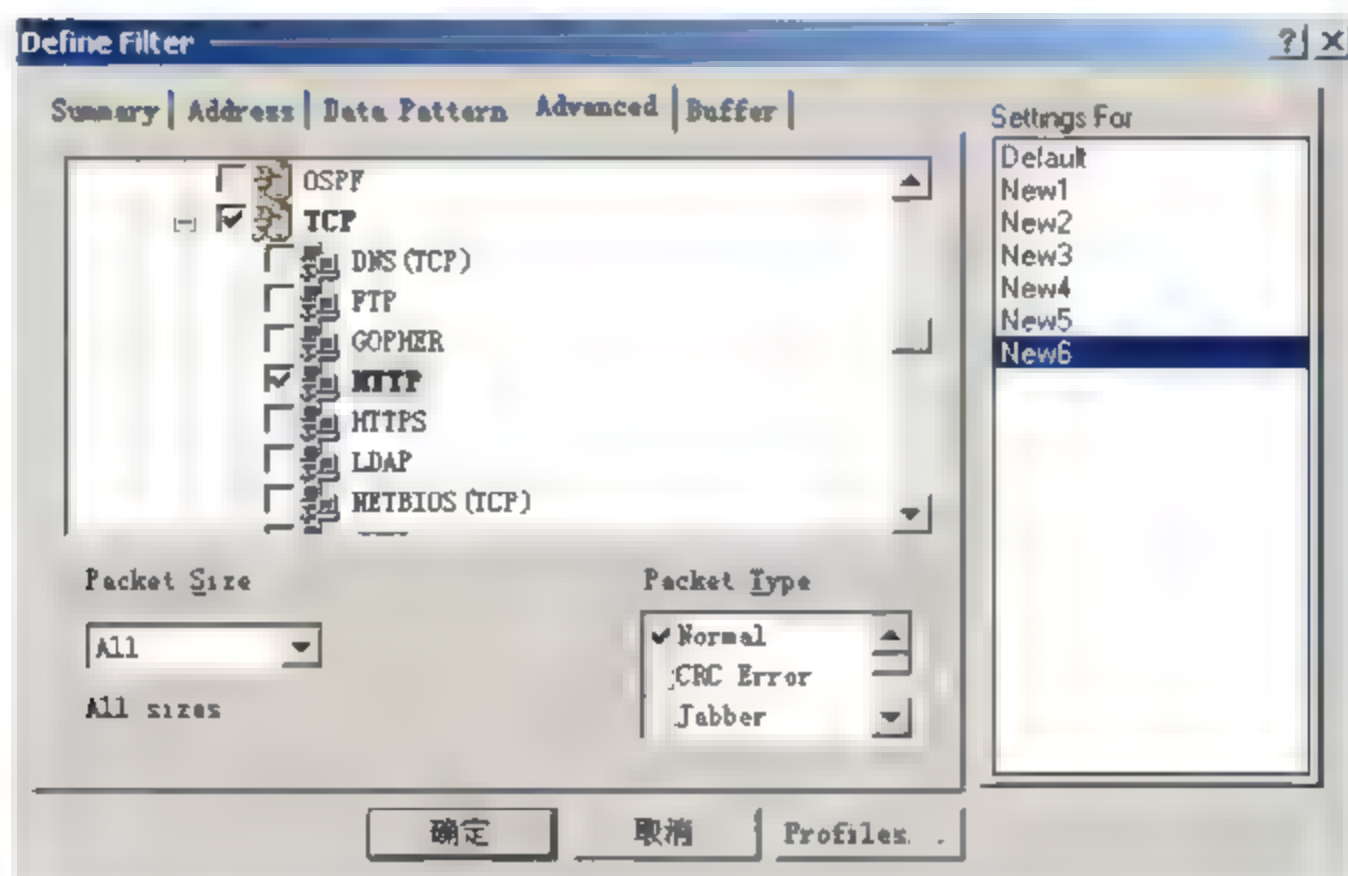 Define Filter
Summary
Address
Data Pattern
Advanced
Buffer
OSPF
TCP
DNS (TCP)
FTP
GOPHER
HTTP
HTTPS
LDAP
NETBIOS (TCP)
Packet Size
All
All sizes
Packet Type
Normal
CRC Error
Jabber
Settings For
Default
New1
New2
New3
New4
New5
New6
确定
取消
Profiles. .